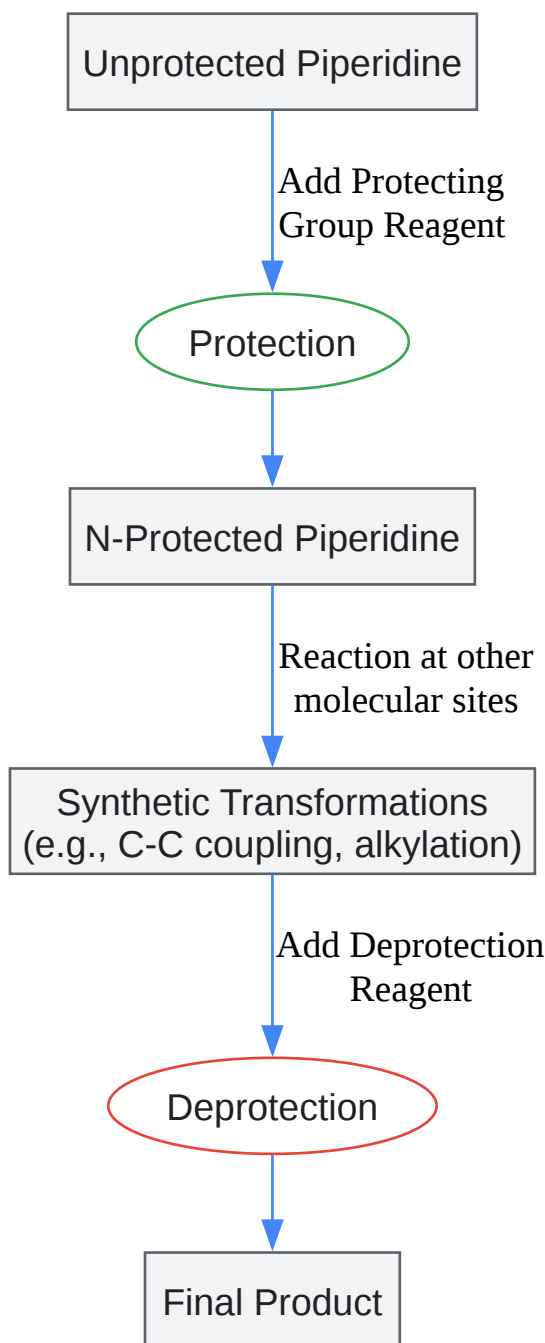 Unprotected Piperidine
Add Protecting
Group Reagent
Protection
N-Protected Piperidine
Reaction at other
molecular sites
Synthetic Transformations
(e.g., C-C coupling, alkylation)
Add Deprotection
Reagent
Deprotection
Final Product